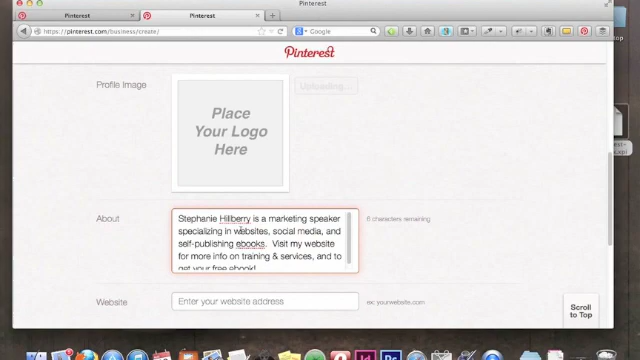 Pinterest
Pinterest
Pinterest
https://pinterest.com/business/create/
Google
Pinterest
Profile Image
Place
Your Logo
Here
Uploading...
About
Stephanie Hillberry is a marketing speaker
specializing in websites, social media, and
self-publishing ebooks. Visit my website
for more info on training & services, and to
get your free ebook!
6 characters remaining
Website
Enter your website address
ex: yourwebsite.com
Scroll
to Top
Id
Ps